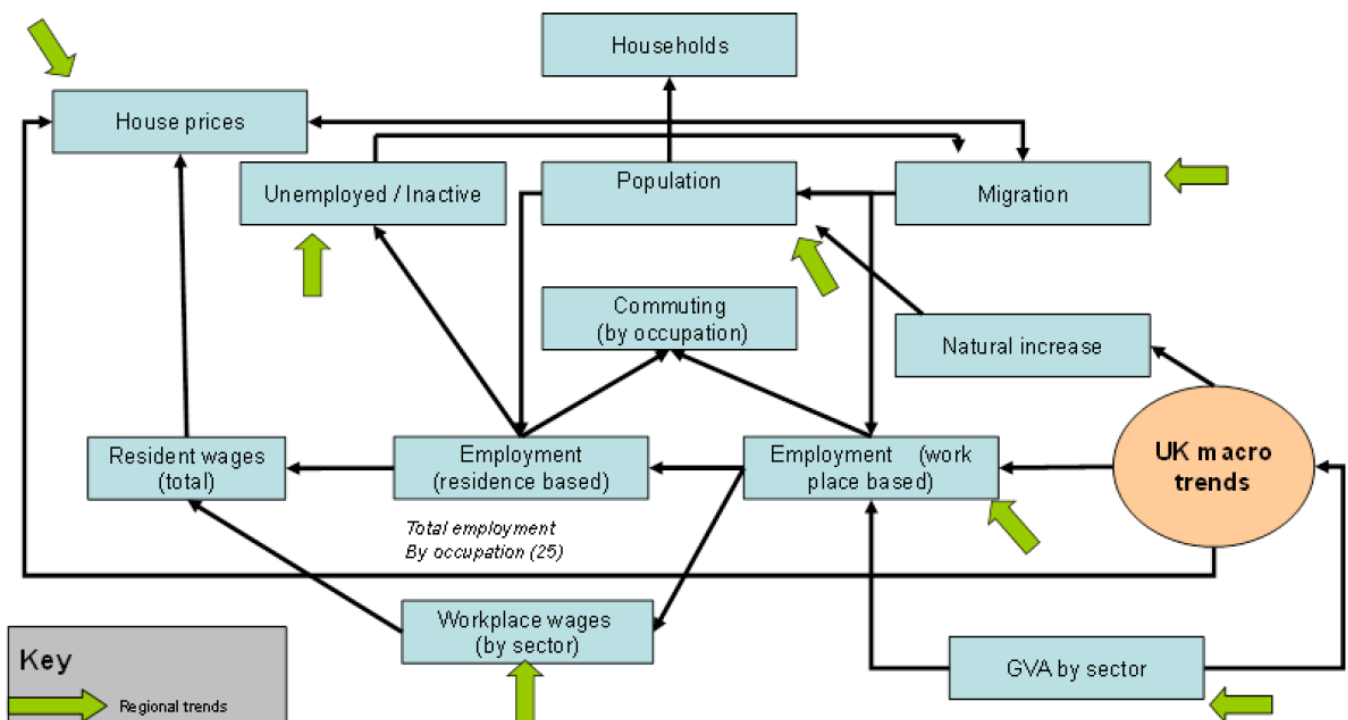 Households
House prices
Unemployed / Inactive
Population
Migration
Commuting
(by occupation)
Natural increase
Resident wages
(total)
Employment
(residence based)
Employment (work
place based)
UK macro
trends
Total employment
By occupation (25)
Workplace wages
(by sector)
GVA by sector
Key
Regional trends